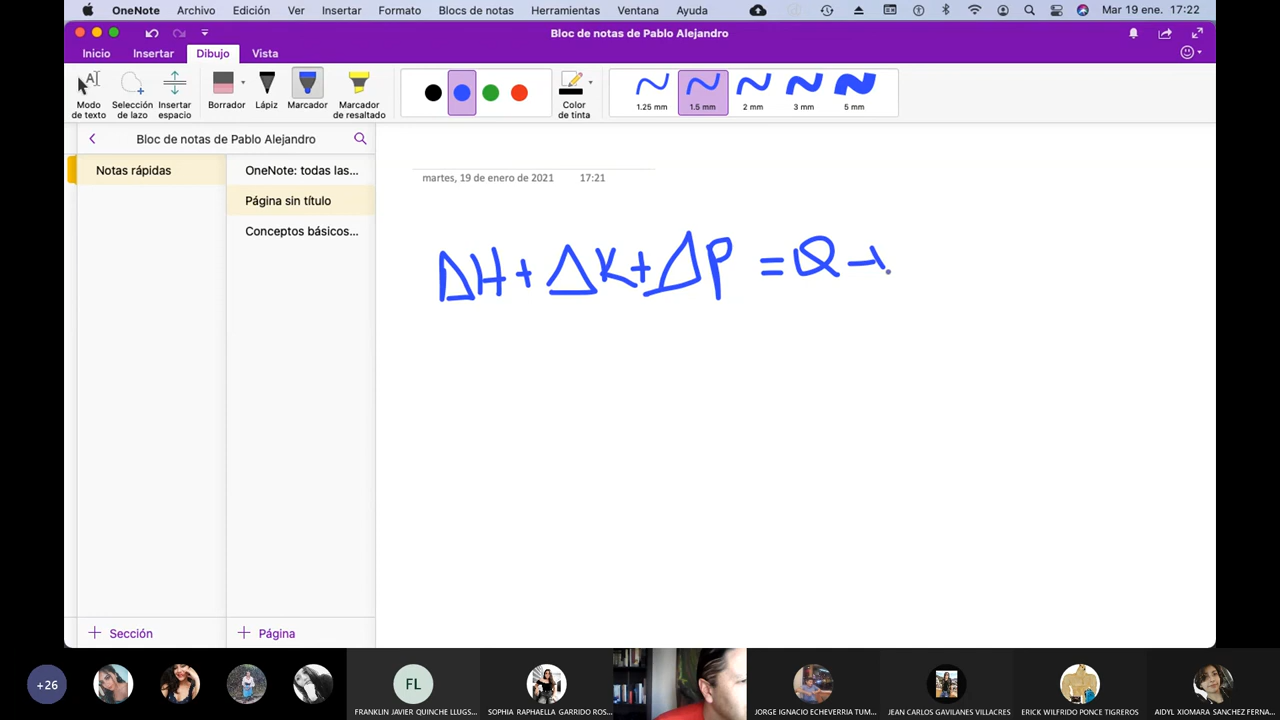 OneNote Archivo Edición Ver Insertar Formato Blocs de notas Herramientas Ventana Ayuda Mar 19 ene. 17:22
Bloc de notas de Pablo Alejandro
Inicio Insertar Dibujo Vista
Modo de texto Selección de lazo Insertar espacio Borrador Lápiz Marcador Marcador de resaltado Color de tinta 1.25 mm 1.5 mm 2 mm 3 mm 5 mm
Bloc de notas de Pablo Alejandro
Notas rápidas
OneNote: todas las...
Página sin título
Conceptos básicos...
martes, 19 de enero de 2021 17:21
ΔH + ΔK + ΔP = Q -
+ Sección + Página
+26
FL
FRANKLIN JAVIER QUINCHE LLUGS... SOPHIA RAPHAELLA GARRIDO ROS... JORGE IGNACIO ECHEVERRIA TUM... JEAN CARLOS GAVILANES VILLACRES ERICK WILFRIDO PONCE TIGREROS AIDYL XIOMARA SANCHEZ FERNA...